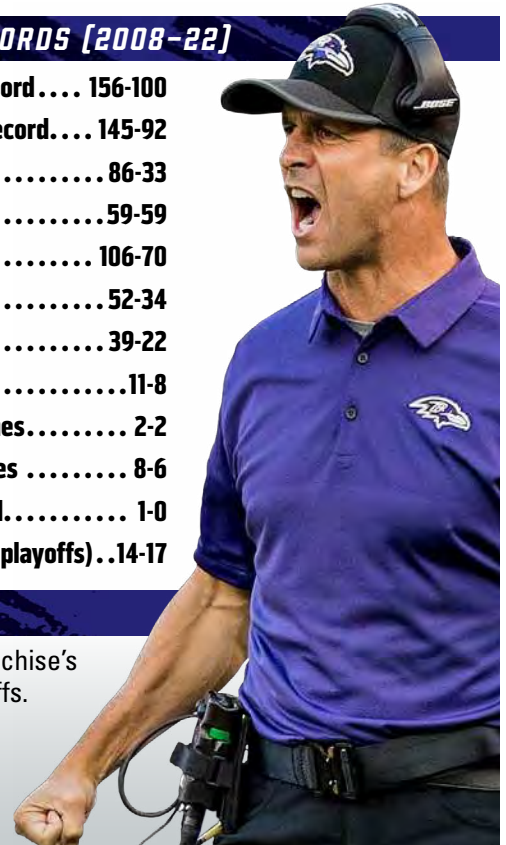 ORDS (2008–22)
ord.... 156-100
ecord.... 145-92
.......... 86-33
.......... 59-59
......... 106-70
.......... 52-34
.......... 39-22
............11-8
es......... 2-2
es ......... 8-6
........... 1-0
playoffs)..14-17
chise's
ffs.
BOSE